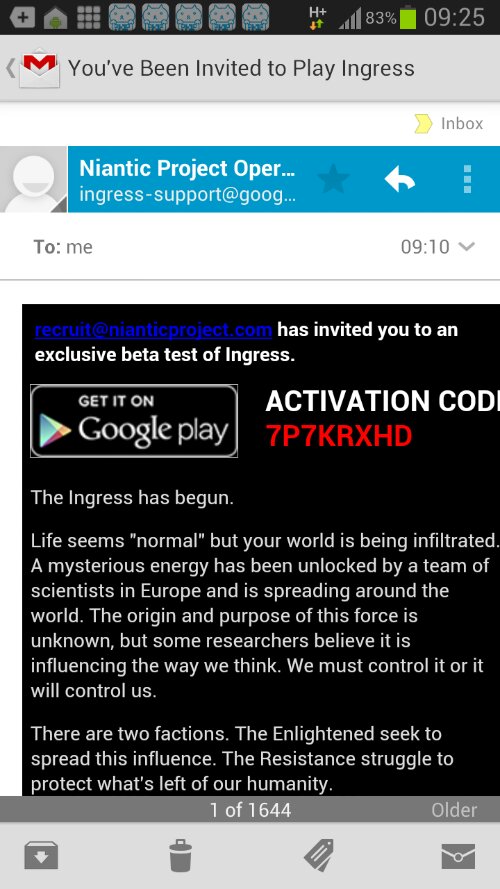 H+
83%
09:25
You've Been Invited to Play Ingress
Inbox
Niantic Project Oper...
ingress-support@goog...
To: me
09:10
recruit@nianticproject.com has invited you to an
exclusive beta test of Ingress.
GET IT ON
Google play
ACTIVATION COD
7P7KRXHD
The Ingress has begun.
Life seems "normal" but your world is being infiltrated.
A mysterious energy has been unlocked by a team of
scientists in Europe and is spreading around the
world. The origin and purpose of this force is
unknown, but some researchers believe it is
influencing the way we think. We must control it or it
will control us.
There are two factions. The Enlightened seek to
spread this influence. The Resistance struggle to
protect what's left of our humanity.
1 of 1644
Older